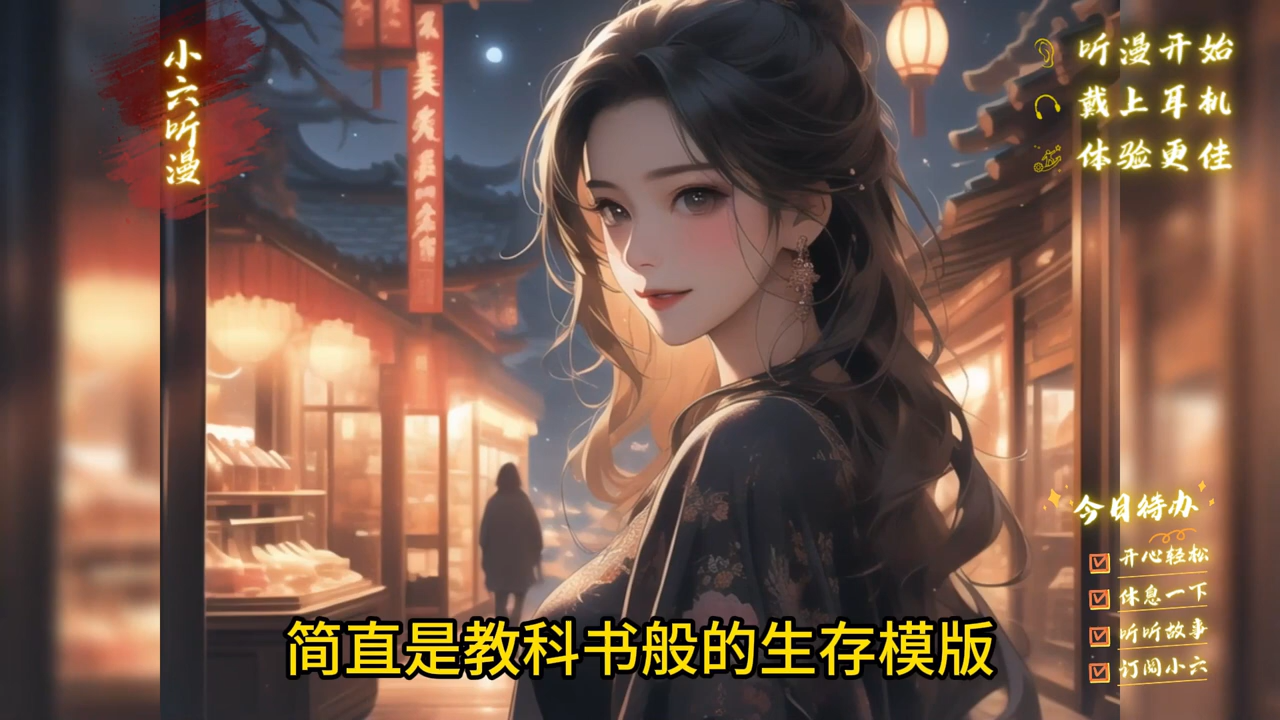 小六听漫
听漫开始
戴上耳机
体验更佳
今日待办
开心轻松
休息一下
听听故事
订阅小六
简直是教科书般的生存模版